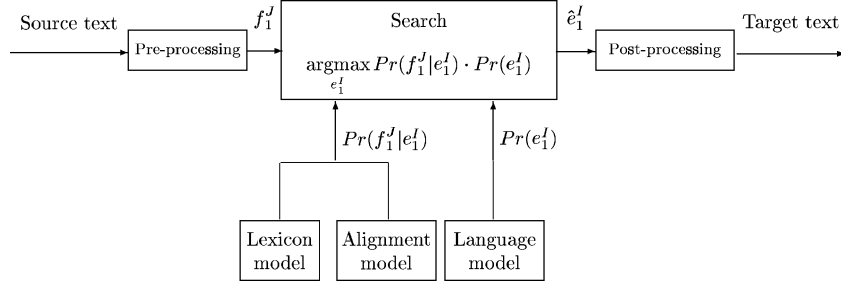 Source text
Pre-processing
f_1^J
Search
argmax Pr(f_1^J|e_1^I) · Pr(e_1^I)
e_1^I
ê_1^I
Post-processing
Target text
Pr(f_1^J|e_1^I)
Pr(e_1^I)
Lexicon
model
Alignment
model
Language
model